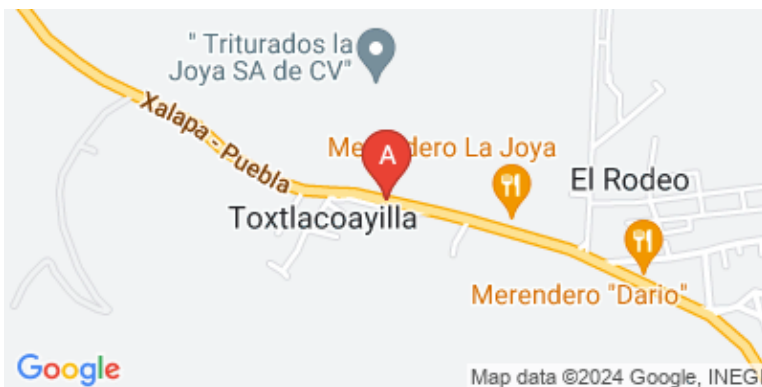 " Triturados la
Joya SA de CV"
Xalapa - Puebla
Merendero La Joya
A
El Rodeo
Toxtlacoayilla
Merendero "Dario"
Google
Map data ©2024 Google, INEGI